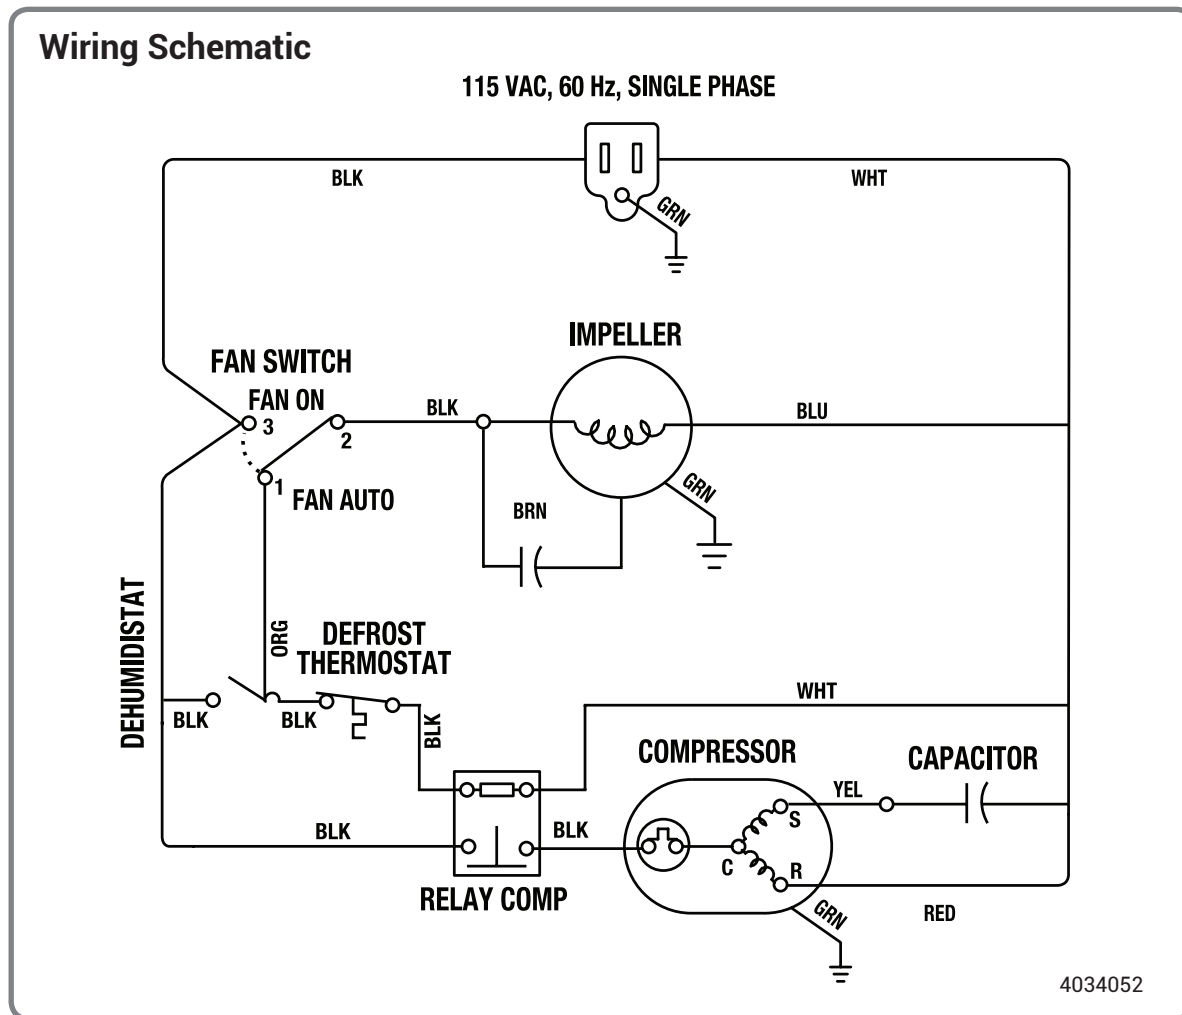 Wiring Schematic
115 VAC, 60 Hz, SINGLE PHASE
BLK
WHT
GRN
IMPELLER
FAN SWITCH
FAN ON
3
2
BLK
BLU
1
FAN AUTO
GRN
BRN
DEHUMIDISTAT
ORG
DEFROST
THERMOSTAT
BLK
BLK
BLK
WHT
COMPRESSOR
CAPACITOR
YEL
S
BLK
BLK
C
R
RELAY COMP
GRN
RED
4034052